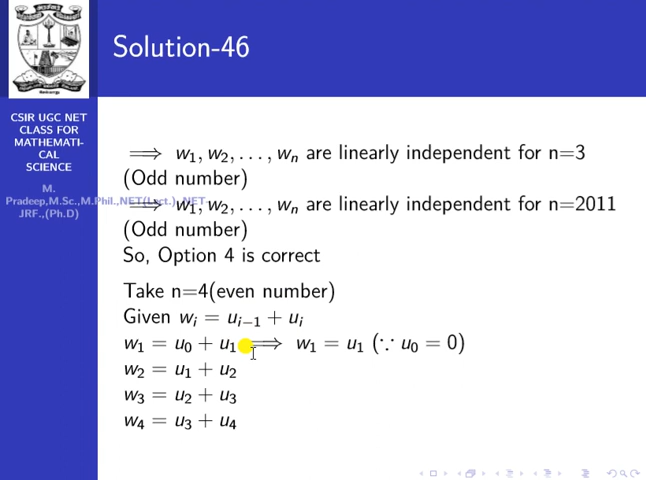 Solution-46
CSIR UGC NET
CLASS FOR
MATHEMATI-
CAL
SCIENCE
M.
Pradeep,M.Sc.,M.Phil.,NET(Lect.), NET-
JRF.,(Ph.D)
⟹ w₁, w₂, . . . , wₙ are linearly independent for n=3
(Odd number)
⟹ w₁, w₂, . . . , wₙ are linearly independent for n=2011
(Odd number)
So, Option 4 is correct
Take n=4(even number)
Given wᵢ = uᵢ₋₁ + uᵢ
w₁ = u₀ + u₁ ⟹ w₁ = u₁ (∵ u₀ = 0)
w₂ = u₁ + u₂
w₃ = u₂ + u₃
w₄ = u₃ + u₄